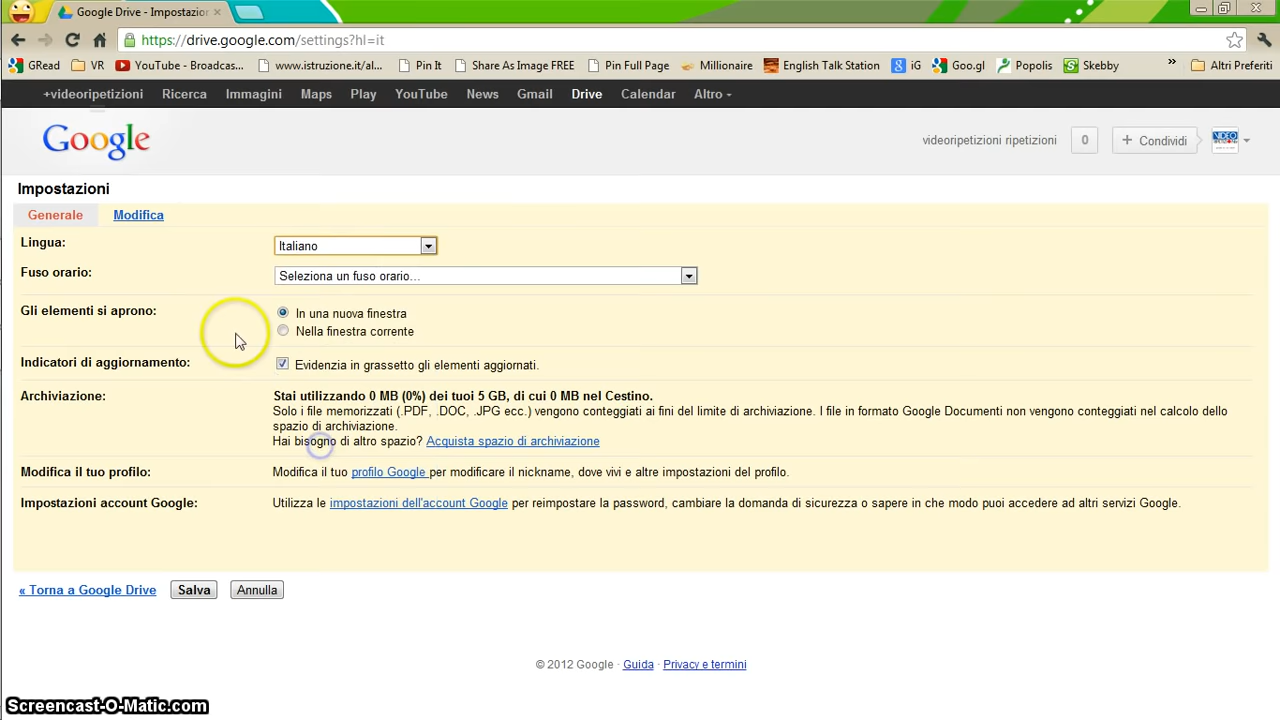 Google Drive - Impostazion
https://drive.google.com/settings?hl=it
GRead VR YouTube - Broadcas... www.istruzione.it/al... Pin It Share As Image FREE Pin Full Page Millionaire English Talk Station iG Goo.gl Popolis Skebby » Altri Preferiti
+videoripetizioni Ricerca Immagini Maps Play YouTube News Gmail Drive Calendar Altro
Google videoripetizioni ripetizioni 0 + Condividi
Impostazioni
Generale Modifica
Lingua: Italiano
Fuso orario: Seleziona un fuso orario...
Gli elementi si aprono: In una nuova finestra
Nella finestra corrente
Indicatori di aggiornamento: Evidenzia in grassetto gli elementi aggiornati.
Archiviazione: Stai utilizzando 0 MB (0%) dei tuoi 5 GB, di cui 0 MB nel Cestino.
Solo i file memorizzati (.PDF, .DOC, .JPG ecc.) vengono conteggiati ai fini del limite di archiviazione. I file in formato Google Documenti non vengono conteggiati nel calcolo dello
spazio di archiviazione.
Hai bisogno di altro spazio? Acquista spazio di archiviazione
Modifica il tuo profilo: Modifica il tuo profilo Google per modificare il nickname, dove vivi e altre impostazioni del profilo.
Impostazioni account Google: Utilizza le impostazioni dell'account Google per reimpostare la password, cambiare la domanda di sicurezza o sapere in che modo puoi accedere ad altri servizi Google.
« Torna a Google Drive Salva Annulla
© 2012 Google · Guida · Privacy e termini
Screencast-O-Matic.com